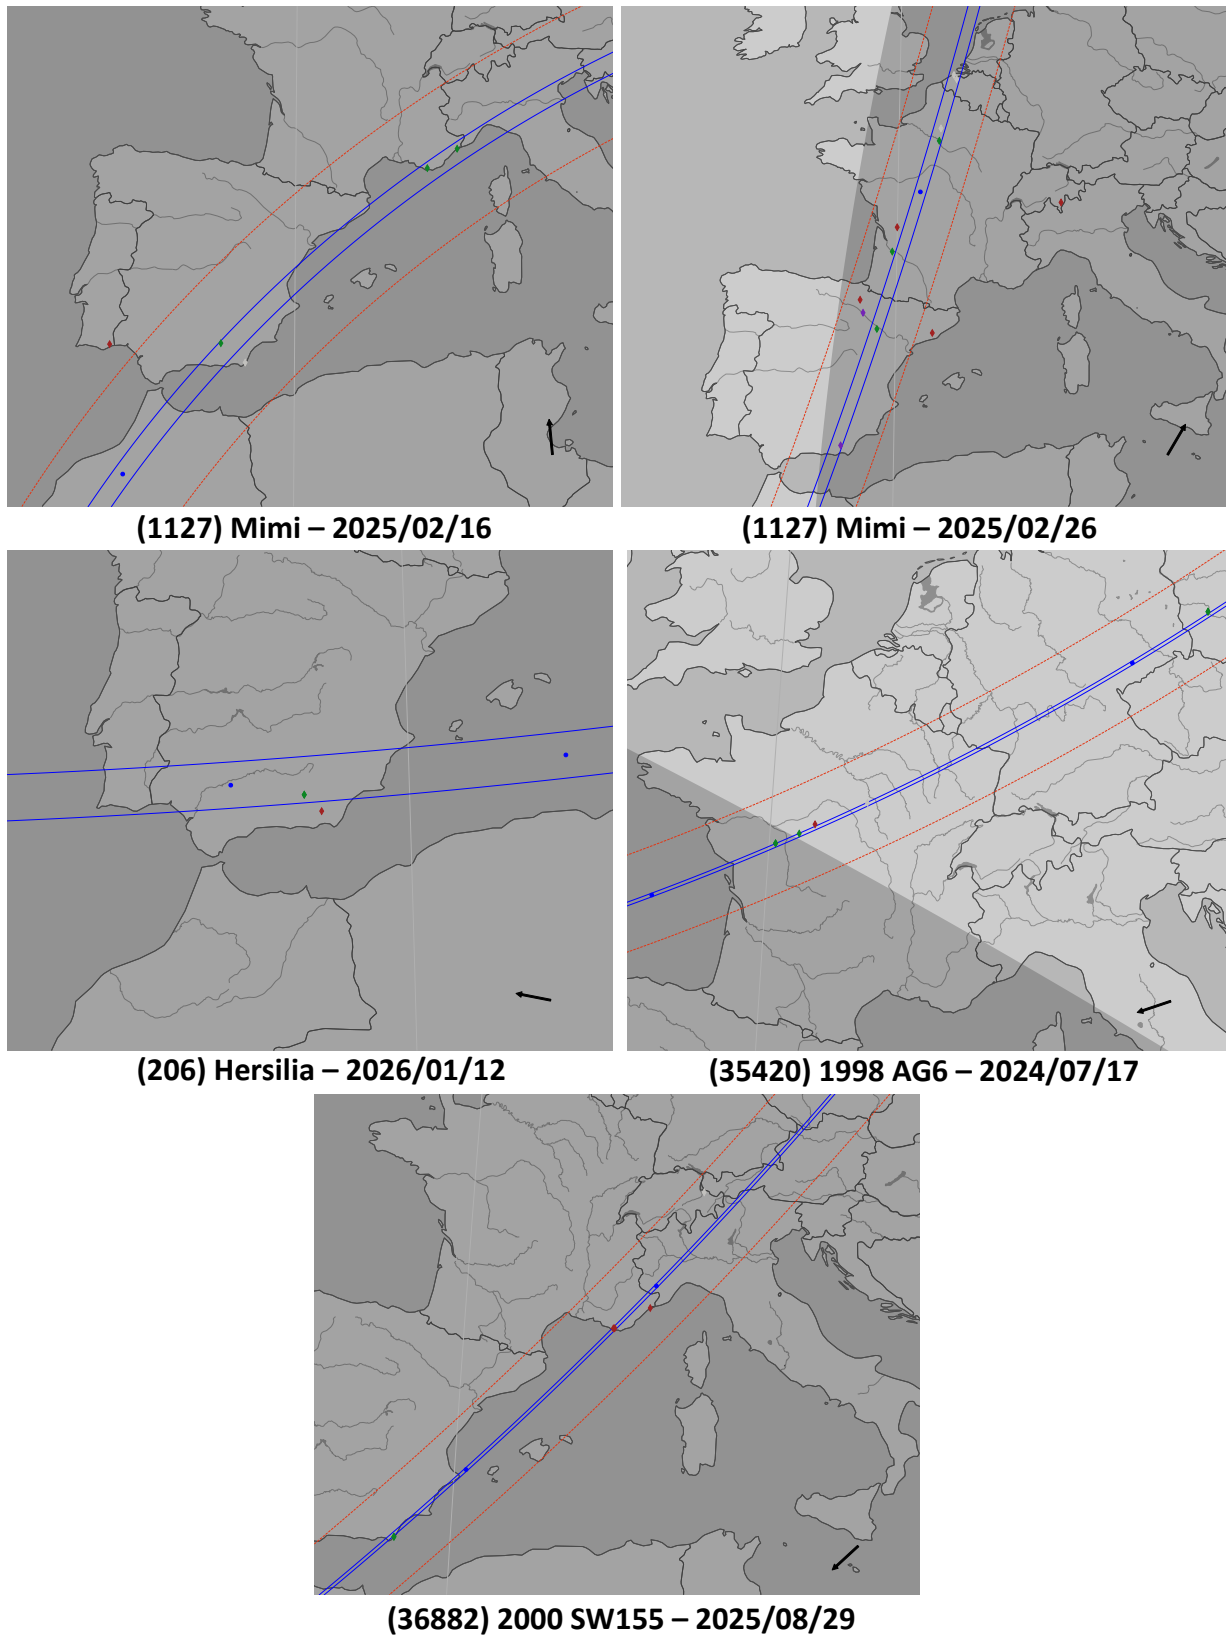 (1127) Mimi – 2025/02/16
(1127) Mimi – 2025/02/26
(206) Hersilia – 2026/01/12
(35420) 1998 AG6 – 2024/07/17
(36882) 2000 SW155 – 2025/08/29